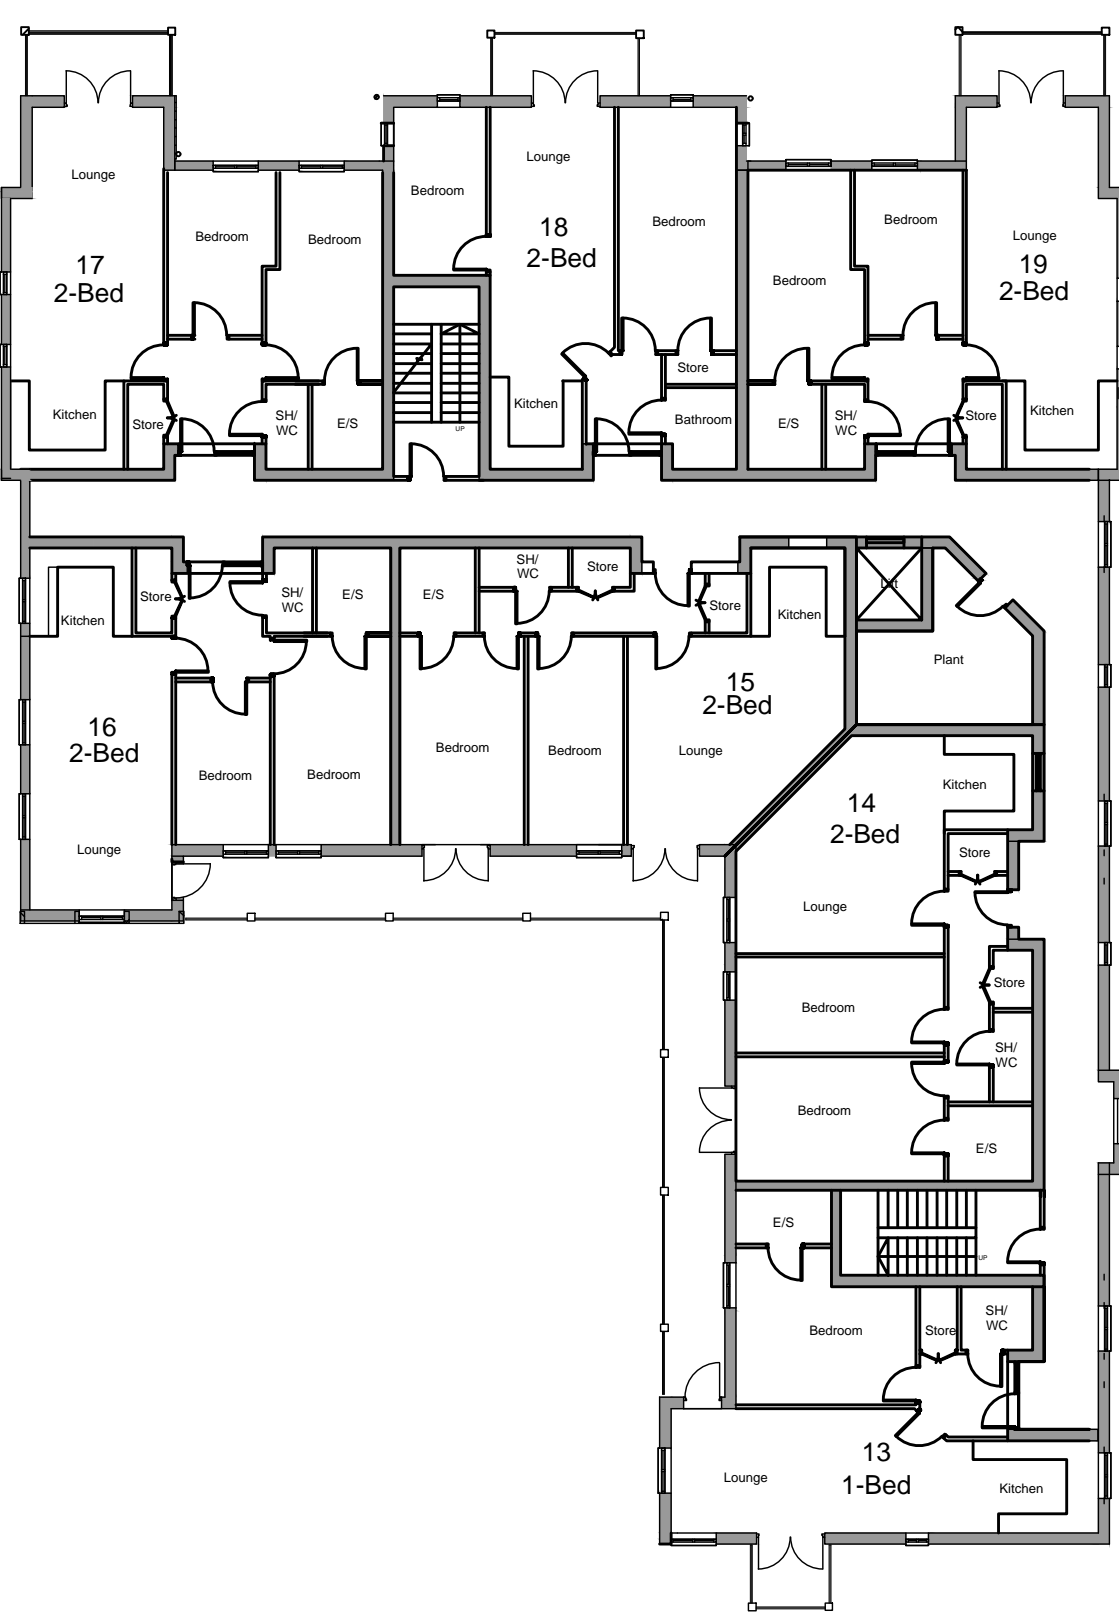 Lounge
17
2-Bed
Bedroom
Bedroom
Kitchen
Store
SH/
WC
E/S
Bedroom
Lounge
18
2-Bed
Bedroom
Store
Kitchen
Bathroom
UP
Bedroom
Bedroom
Lounge
19
2-Bed
E/S
SH/
WC
Store
Kitchen
Kitchen
Store
SH/
WC
E/S
16
2-Bed
Bedroom
Bedroom
Lounge
E/S
SH/
WC
Store
Store
Kitchen
15
2-Bed
Bedroom
Bedroom
Lounge
Lift
Plant
Kitchen
14
2-Bed
Store
Lounge
Store
Bedroom
SH/
WC
Bedroom
E/S
E/S
UP
Bedroom
Store
SH/
WC
13
1-Bed
Lounge
Kitchen